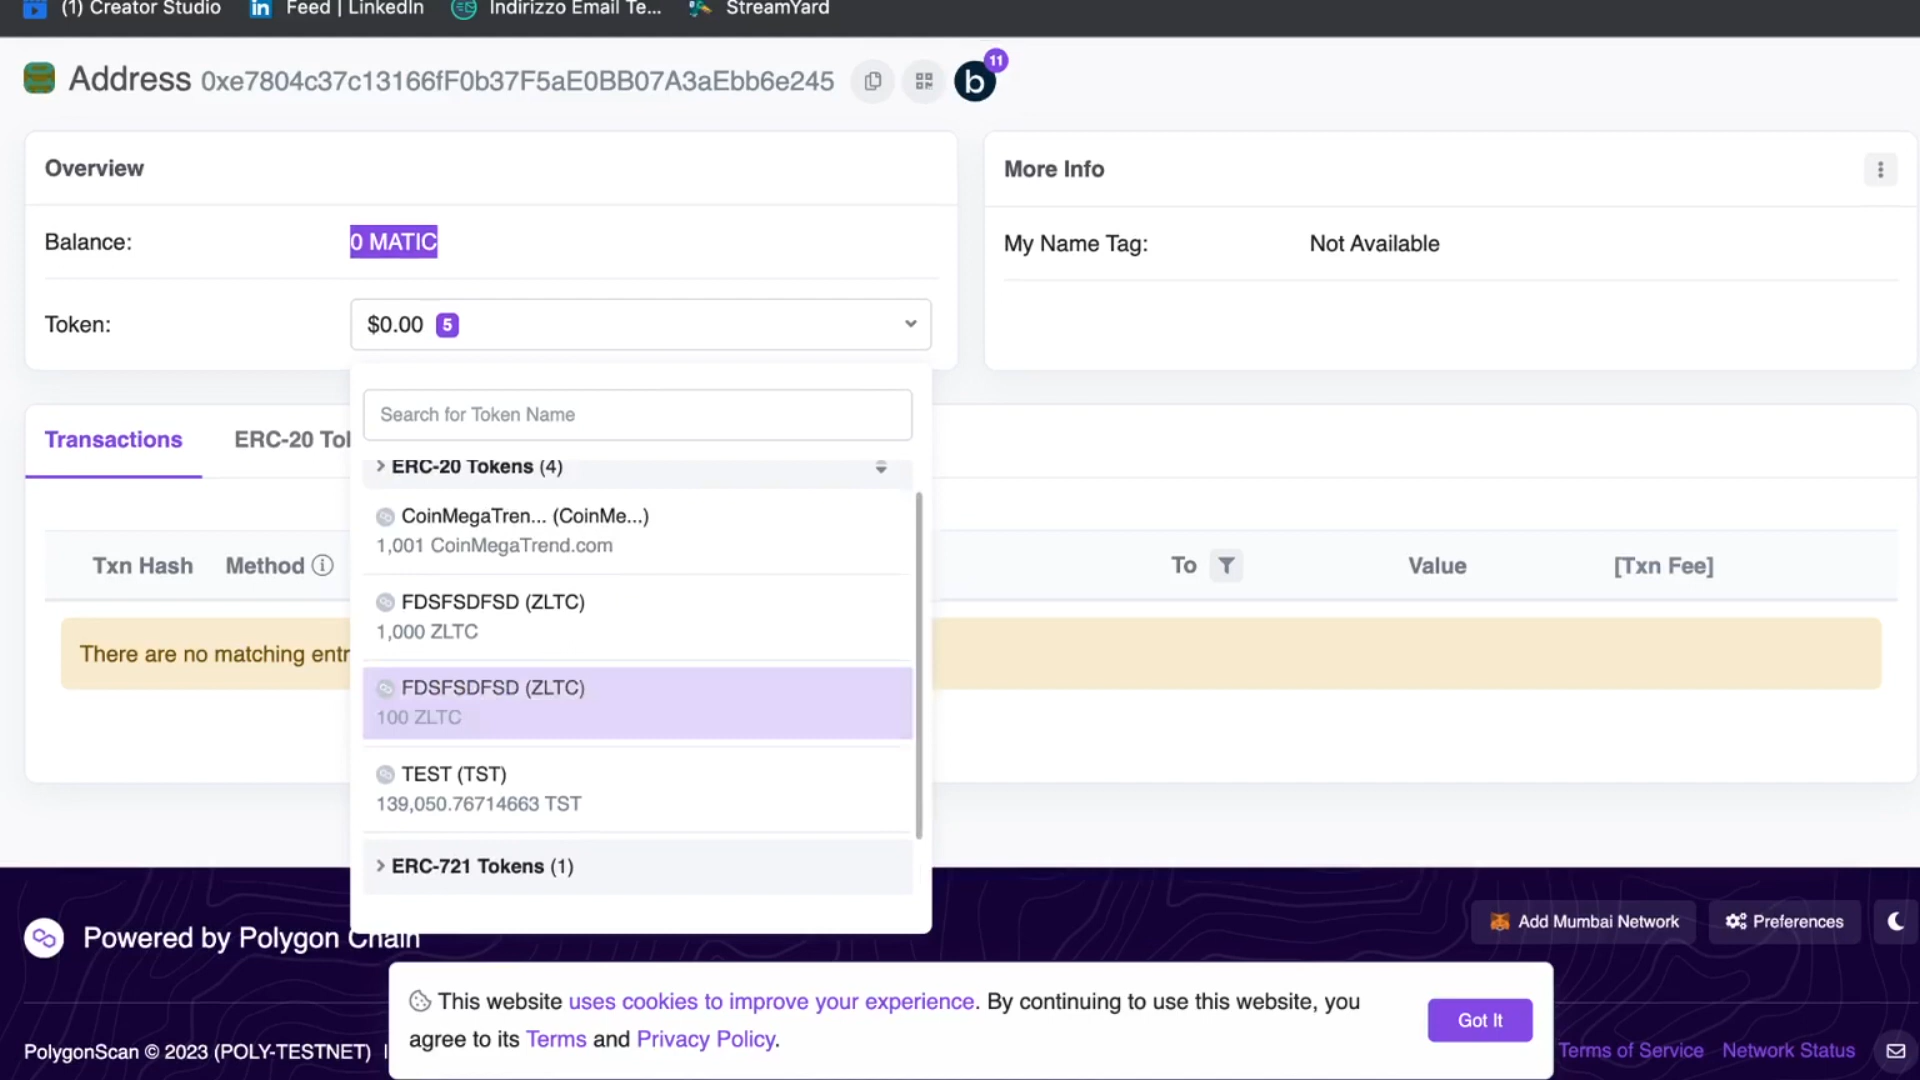 (1) Creator Studio
Feed | LinkedIn
Indirizzo Email Te...
StreamYard
Address 0xe7804c37c13166fF0b37F5aE0BB07A3aEbb6e245
b
11
Overview
Balance:
0 MATIC
Token:
$0.00 5
More Info
My Name Tag:
Not Available
Search for Token Name
ERC-20 Tokens (4)
CoinMegaTren... (CoinMe...)
1,001 CoinMegaTrend.com
FDSFSDFSD (ZLTC)
1,000 ZLTC
FDSFSDFSD (ZLTC)
100 ZLTC
TEST (TST)
139,050.76714663 TST
ERC-721 Tokens (1)
Transactions
ERC-20 Tol
Txn Hash
Method
To
Value
[Txn Fee]
There are no matching entr
Powered by Polygon Chain
Add Mumbai Network
Preferences
This website uses cookies to improve your experience. By continuing to use this website, you
agree to its Terms and Privacy Policy.
Got It
PolygonScan © 2023 (POLY-TESTNET) |
Terms of Service
Network Status